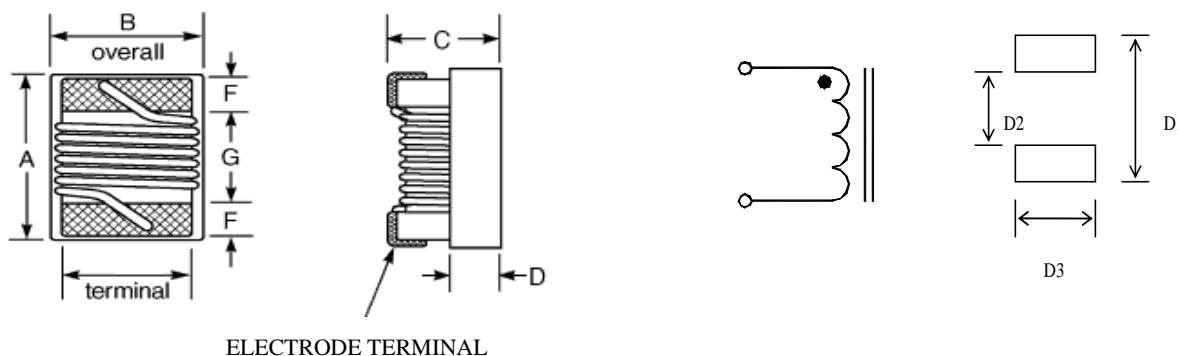 B
overall
A
F
G
F
terminal
C
D
ELECTRODE TERMINAL
D2
D
D3